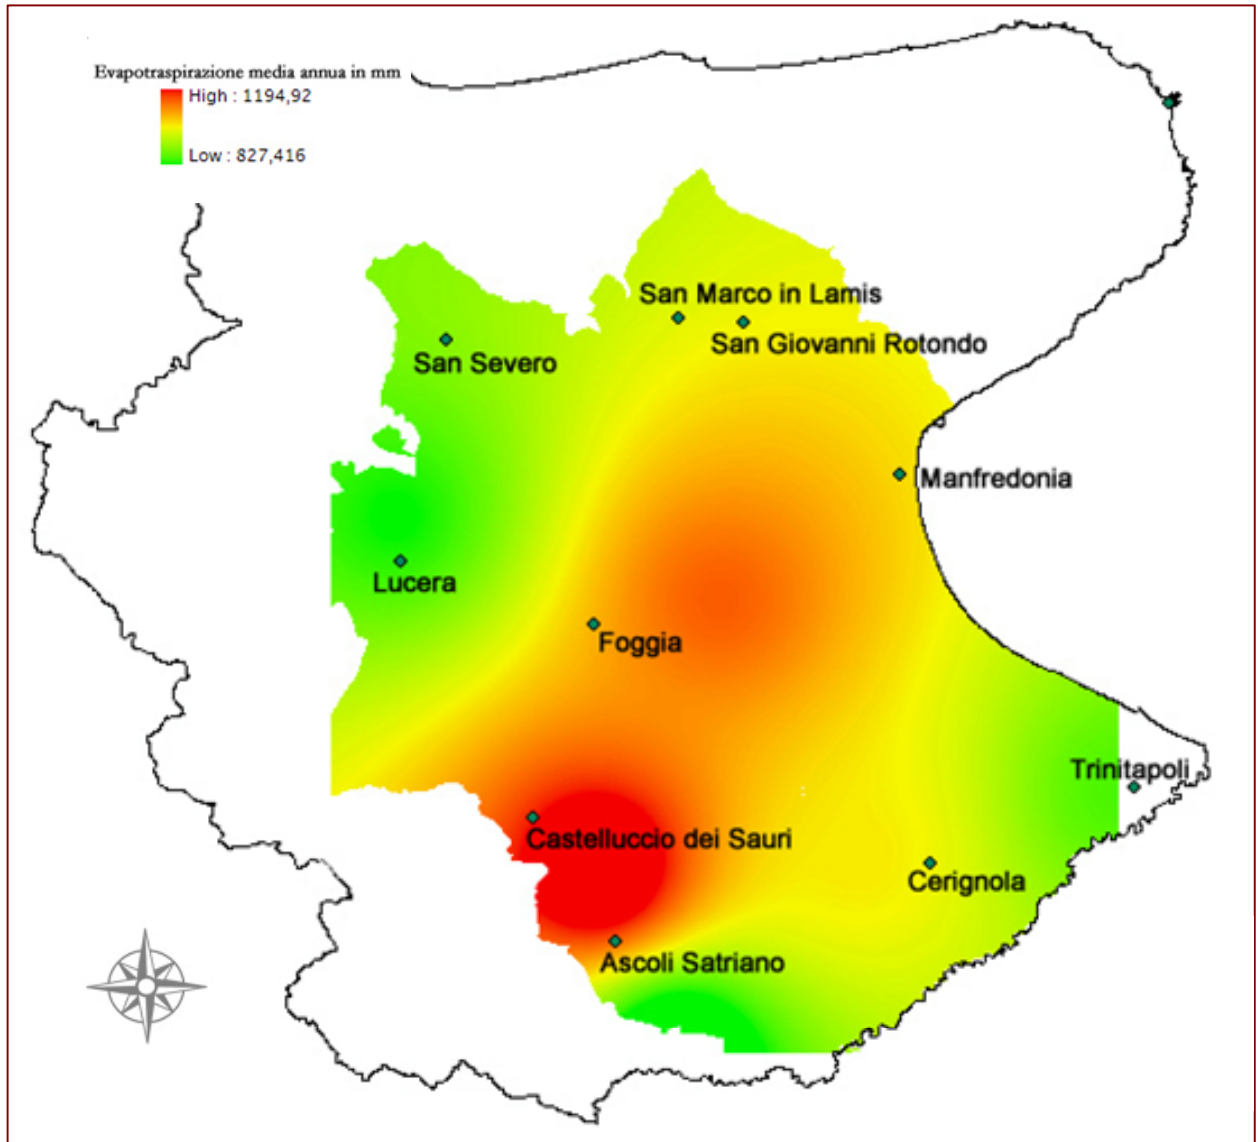 Evapotraspirazione media annua in mm
High : 1194,92
Low : 827,416
San Marco in Lamis
San Giovanni Rotondo
San Severo
Manfredonia
Lucera
Foggia
Trinitapoli
Castelluccio dei Sauri
Cerignola
Ascoli Satriano